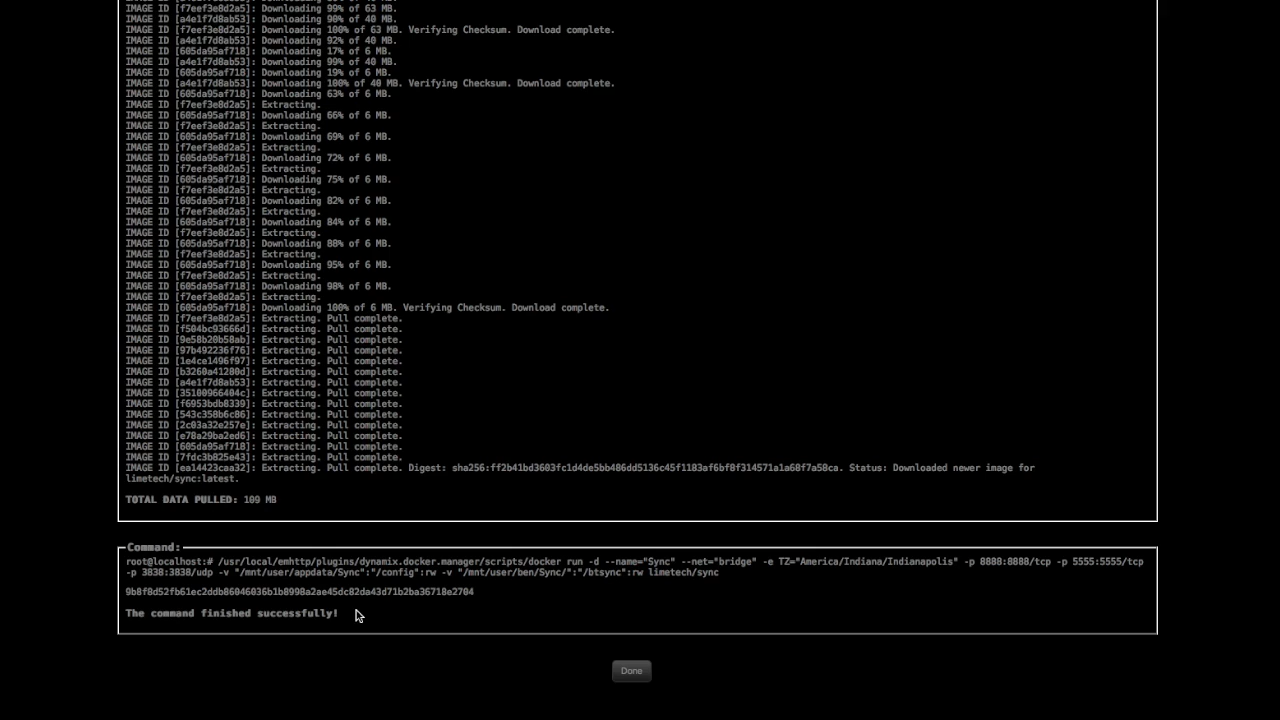 IMAGE ID [f7eef3e8d2a5]: Downloading 99% of 63 MB.
IMAGE ID [a4e1f7d8ab53]: Downloading 90% of 40 MB.
IMAGE ID [f7eef3e8d2a5]: Downloading 100% of 63 MB. Verifying Checksum. Download complete.
IMAGE ID [a4e1f7d8ab53]: Downloading 92% of 40 MB.
IMAGE ID [605da95af718]: Downloading 17% of 6 MB.
IMAGE ID [a4e1f7d8ab53]: Downloading 99% of 40 MB.
IMAGE ID [605da95af718]: Downloading 19% of 6 MB.
IMAGE ID [a4e1f7d8ab53]: Downloading 100% of 40 MB. Verifying Checksum. Download complete.
IMAGE ID [605da95af718]: Downloading 63% of 6 MB.
IMAGE ID [f7eef3e8d2a5]: Extracting.
IMAGE ID [605da95af718]: Downloading 66% of 6 MB.
IMAGE ID [f7eef3e8d2a5]: Extracting.
IMAGE ID [605da95af718]: Downloading 69% of 6 MB.
IMAGE ID [f7eef3e8d2a5]: Extracting.
IMAGE ID [605da95af718]: Downloading 72% of 6 MB.
IMAGE ID [f7eef3e8d2a5]: Extracting.
IMAGE ID [605da95af718]: Downloading 75% of 6 MB.
IMAGE ID [f7eef3e8d2a5]: Extracting.
IMAGE ID [605da95af718]: Downloading 82% of 6 MB.
IMAGE ID [f7eef3e8d2a5]: Extracting.
IMAGE ID [605da95af718]: Downloading 84% of 6 MB.
IMAGE ID [f7eef3e8d2a5]: Extracting.
IMAGE ID [605da95af718]: Downloading 88% of 6 MB.
IMAGE ID [f7eef3e8d2a5]: Extracting.
IMAGE ID [605da95af718]: Downloading 95% of 6 MB.
IMAGE ID [f7eef3e8d2a5]: Extracting.
IMAGE ID [605da95af718]: Downloading 98% of 6 MB.
IMAGE ID [f7eef3e8d2a5]: Extracting.
IMAGE ID [605da95af718]: Downloading 100% of 6 MB. Verifying Checksum. Download complete.
IMAGE ID [f7eef3e8d2a5]: Extracting. Pull complete.
IMAGE ID [f504bc93666d]: Extracting. Pull complete.
IMAGE ID [9e58b20b58ab]: Extracting. Pull complete.
IMAGE ID [97b492236f76]: Extracting. Pull complete.
IMAGE ID [1e4ce1496f97]: Extracting. Pull complete.
IMAGE ID [b3260a41280d]: Extracting. Pull complete.
IMAGE ID [a4e1f7d8ab53]: Extracting. Pull complete.
IMAGE ID [35100966404c]: Extracting. Pull complete.
IMAGE ID [f6953bdb8339]: Extracting. Pull complete.
IMAGE ID [543c358b6c86]: Extracting. Pull complete.
IMAGE ID [2c03a32e257e]: Extracting. Pull complete.
IMAGE ID [e78a29ba2ed6]: Extracting. Pull complete.
IMAGE ID [605da95af718]: Extracting. Pull complete.
IMAGE ID [7fdc3b825e43]: Extracting. Pull complete.
IMAGE ID [ea14423caa32]: Extracting. Pull complete. Digest: sha256:ff2b41bd3603fc1d4de5bb486dd5136c45f1183af6bf8f314571a1a68f7a58ca. Status: Downloaded newer image for
limetech/sync:latest.
TOTAL DATA PULLED: 109 MB
Command:
root@localhost:# /usr/local/emhttp/plugins/dynamix.docker.manager/scripts/docker run -d --name="Sync" --net="bridge" -e TZ="America/Indiana/Indianapolis" -p 8888:8888/tcp -p 5555:5555/tcp
-p 3838:3838/udp -v "/mnt/user/appdata/Sync":"/config":rw -v "/mnt/user/ben/Sync/":"/btsync":rw limetech/sync
9b8f8d52fb61ec2ddb86046036b1b8998a2ae45dc82da43d71b2ba36718e2704
The command finished successfully!
Done